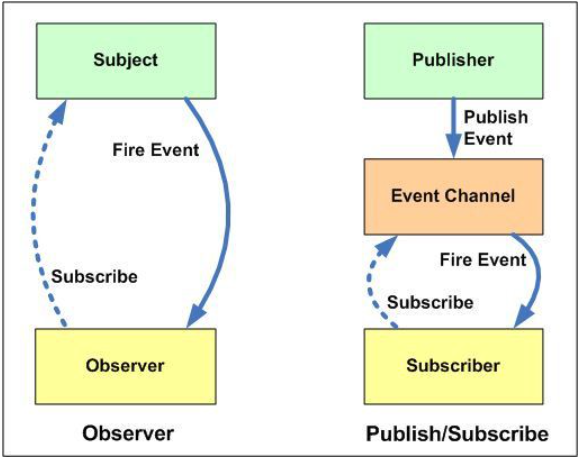 Subject
Fire Event
Subscribe
Observer
Observer
Publisher
Publish
Event
Event Channel
Fire Event
Subscribe
Subscriber
Publish/Subscribe